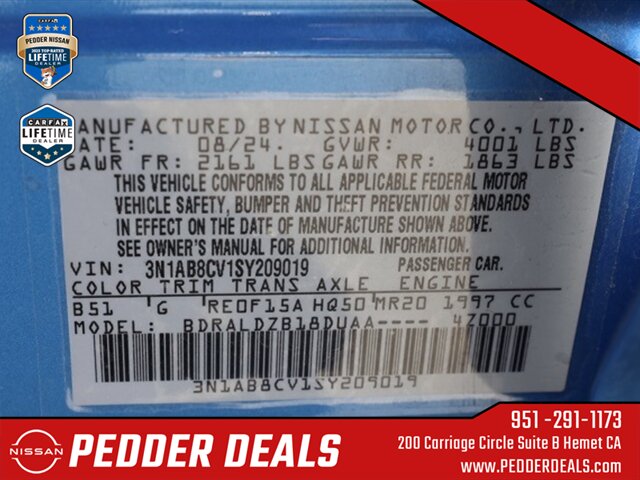 CARFAX
PEDDER NISSAN
2023 TOP-RATED
LIFETIME
DEALER
CARFAX
LIFETIME
DEALER
MANUFACTURED BY NISSAN MOTOR CO., LTD.
DATE: 08/24. GVWR: 4001 LBS
GAWR FR: 2161 LBS GAWR RR: 1863 LBS
THIS VEHICLE CONFORMS TO ALL APPLICABLE FEDERAL MOTOR
VEHICLE SAFETY, BUMPER AND THEFT PREVENTION STANDARDS
IN EFFECT ON THE DATE OF MANUFACTURE SHOWN ABOVE.
SEE OWNER'S MANUAL FOR ADDITIONAL INFORMATION
VIN: 3N1AB8CV1SY209019 PASSENGER CAR.
COLOR TRIM TRANS AXLE ENGINE
B51 G RE0F15A HQ50 MR20 1997 CC
BDRALDZB18DUAA---- 4Z000
3N1AB8CV1SY209019
NISSAN
PEDDER DEALS
951 -291-1173
200 Carriage Circle Suite B Hemet CA
WWW.PEDDERDEALS.COM